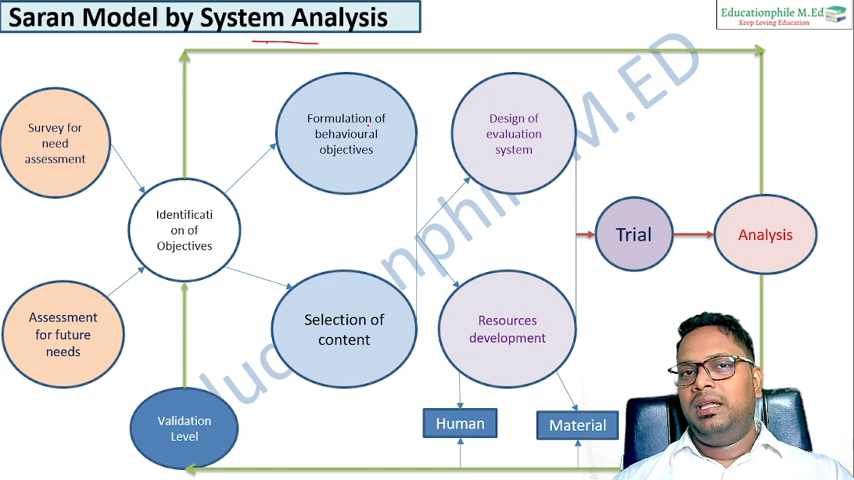 Saran Model by System Analysis
Educationphile M.Ed
Keep Loving Education
Survey for
need
assessment
Formulation of
behavioural
objectives
Design of
evaluation
system
Identificati
on of
Objectives
Trial
Analysis
Assessment
for future
needs
Selection of
content
Resources
development
Validation
Level
Human
Material